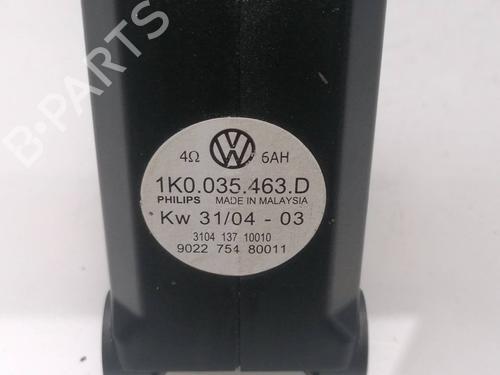 B-PARTS
4Ω VW 6AH
1K0.035.463.D
PHILIPS MADE IN MALAYSIA
Kw 31/04 - 03
3104 137 10010
9022 754 80011